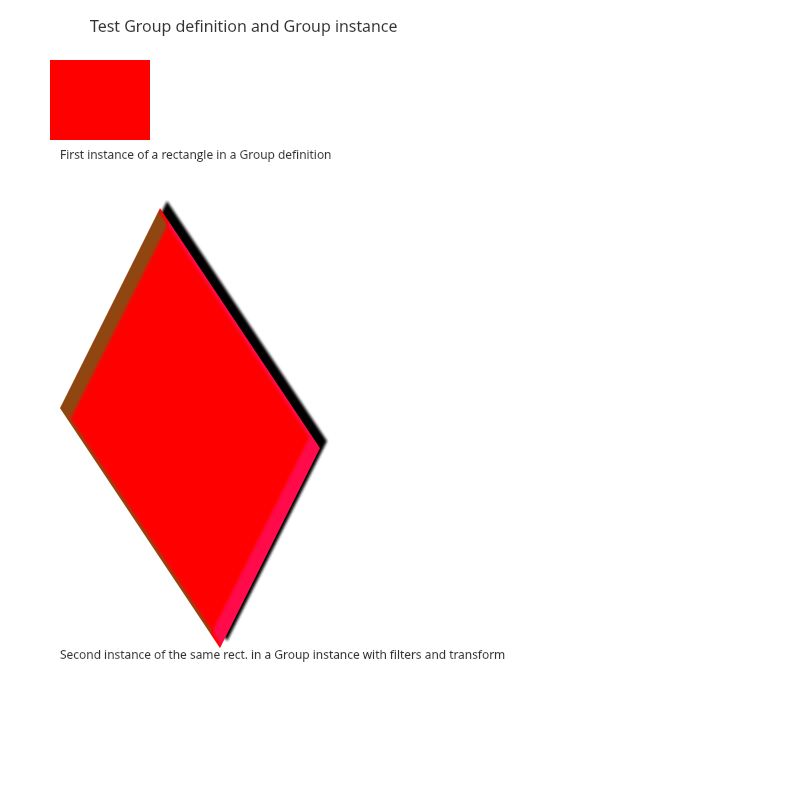 Test Group definition and Group instance
First instance of a rectangle in a Group definition
Second instance of the same rect. in a Group instance with filters and transform